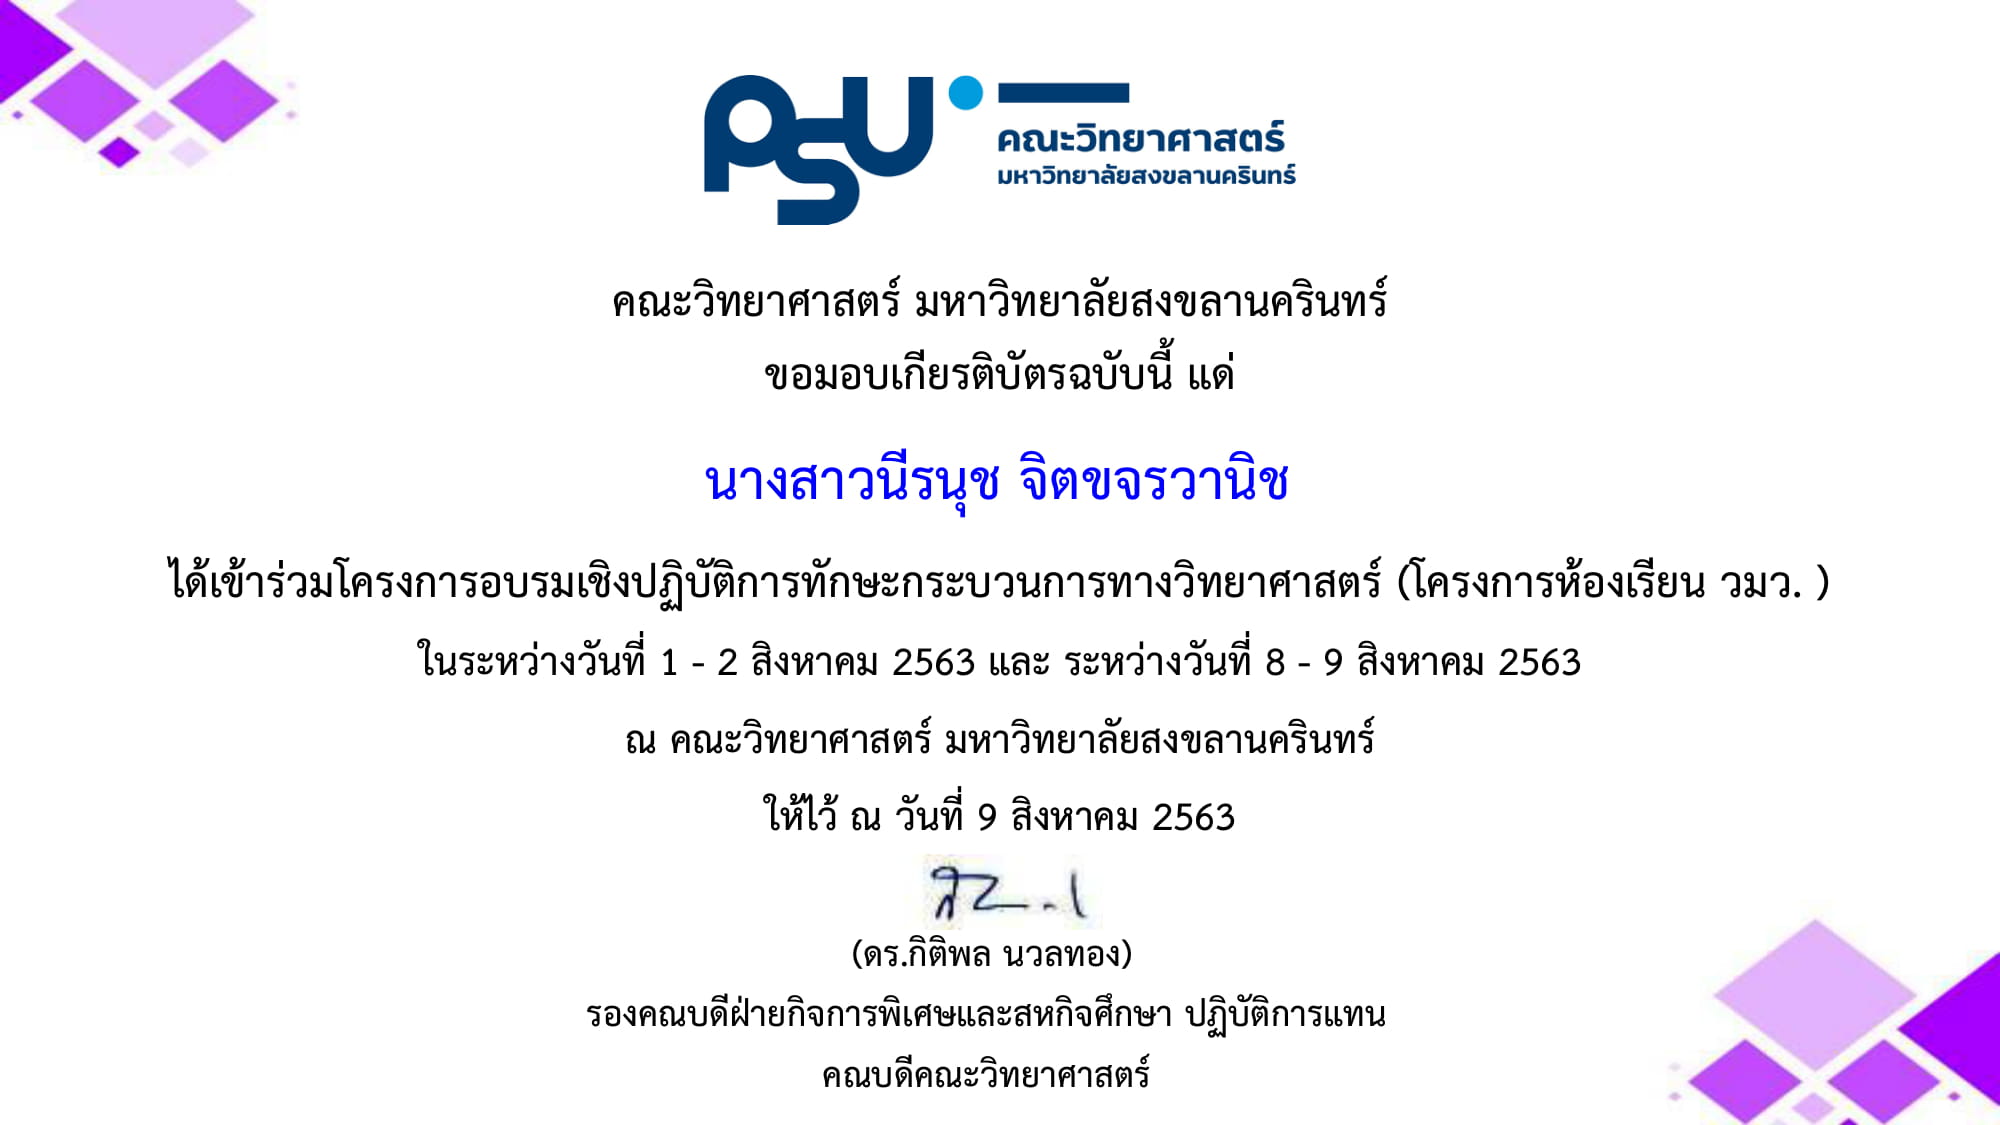 PSU
คณะวิทยาศาสตร์
มหาวิทยาลัยสงขลานครินทร์
คณะวิทยาศาสตร์ มหาวิทยาลัยสงขลานครินทร์
ขอมอบเกียรติบัตรฉบับนี้ แด่
นางสาวนีรนุช จิตขจรวานิช
ได้เข้าร่วมโครงการอบรมเชิงปฏิบัติการทักษะกระบวนการทางวิทยาศาสตร์ (โครงการห้องเรียน วมว. )
ในระหว่างวันที่ 1 - 2 สิงหาคม 2563 และ ระหว่างวันที่ 8 - 9 สิงหาคม 2563
ณ คณะวิทยาศาสตร์ มหาวิทยาลัยสงขลานครินทร์
ให้ไว้ ณ วันที่ 9 สิงหาคม 2563
(ดร.กิติพล นวลทอง)
รองคณบดีฝ่ายกิจการพิเศษและสหกิจศึกษา ปฏิบัติการแทน
คณบดีคณะวิทยาศาสตร์